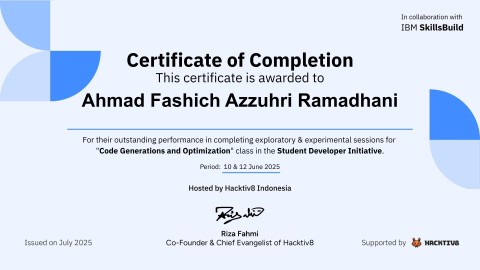 In collaboration with
IBM SkillsBuild
Certificate of Completion
This certificate is awarded to
Ahmad Fashich Azzuhri Ramadhani
For their outstanding performance in completing exploratory & experimental sessions for
"Code Generations and Optimization" class in the Student Developer Initiative.
Period: 10 & 12 June 2025
Hosted by Hacktiv8 Indonesia
Riza Fahmi
Co-Founder & Chief Evangelist of Hacktiv8
Issued on July 2025
Supported by HACKTIV8